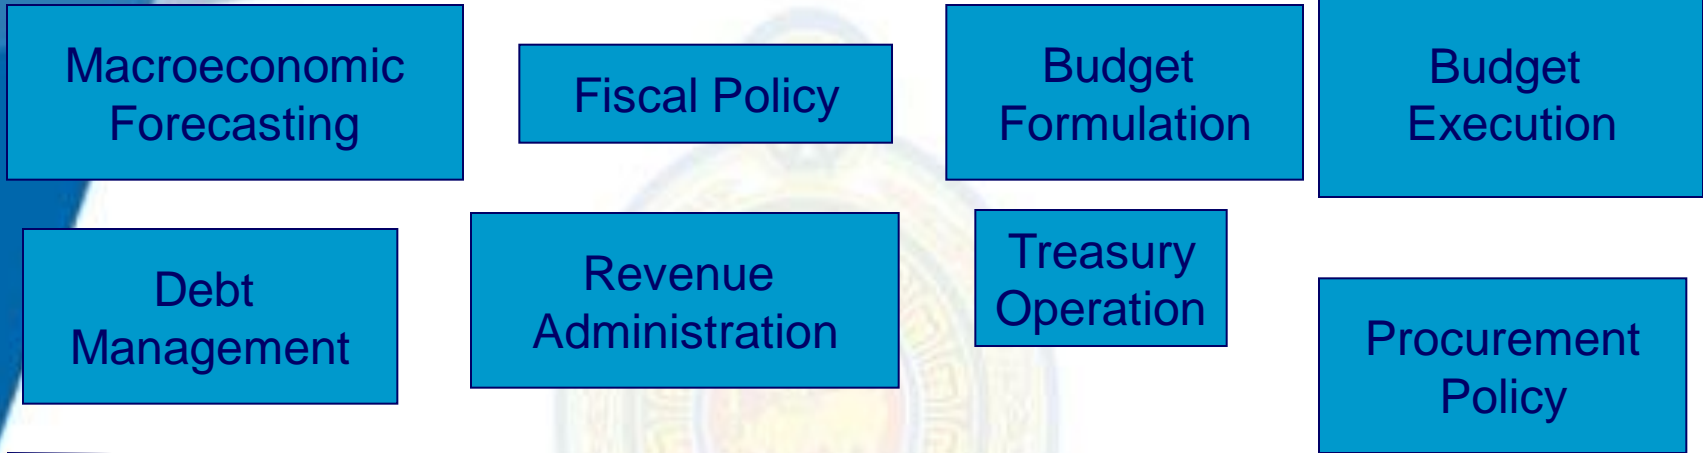 Macroeconomic
Forecasting
Fiscal Policy
Budget
Formulation
Budget
Execution
Debt
Management
Revenue
Administration
Treasury
Operation
Procurement
Policy